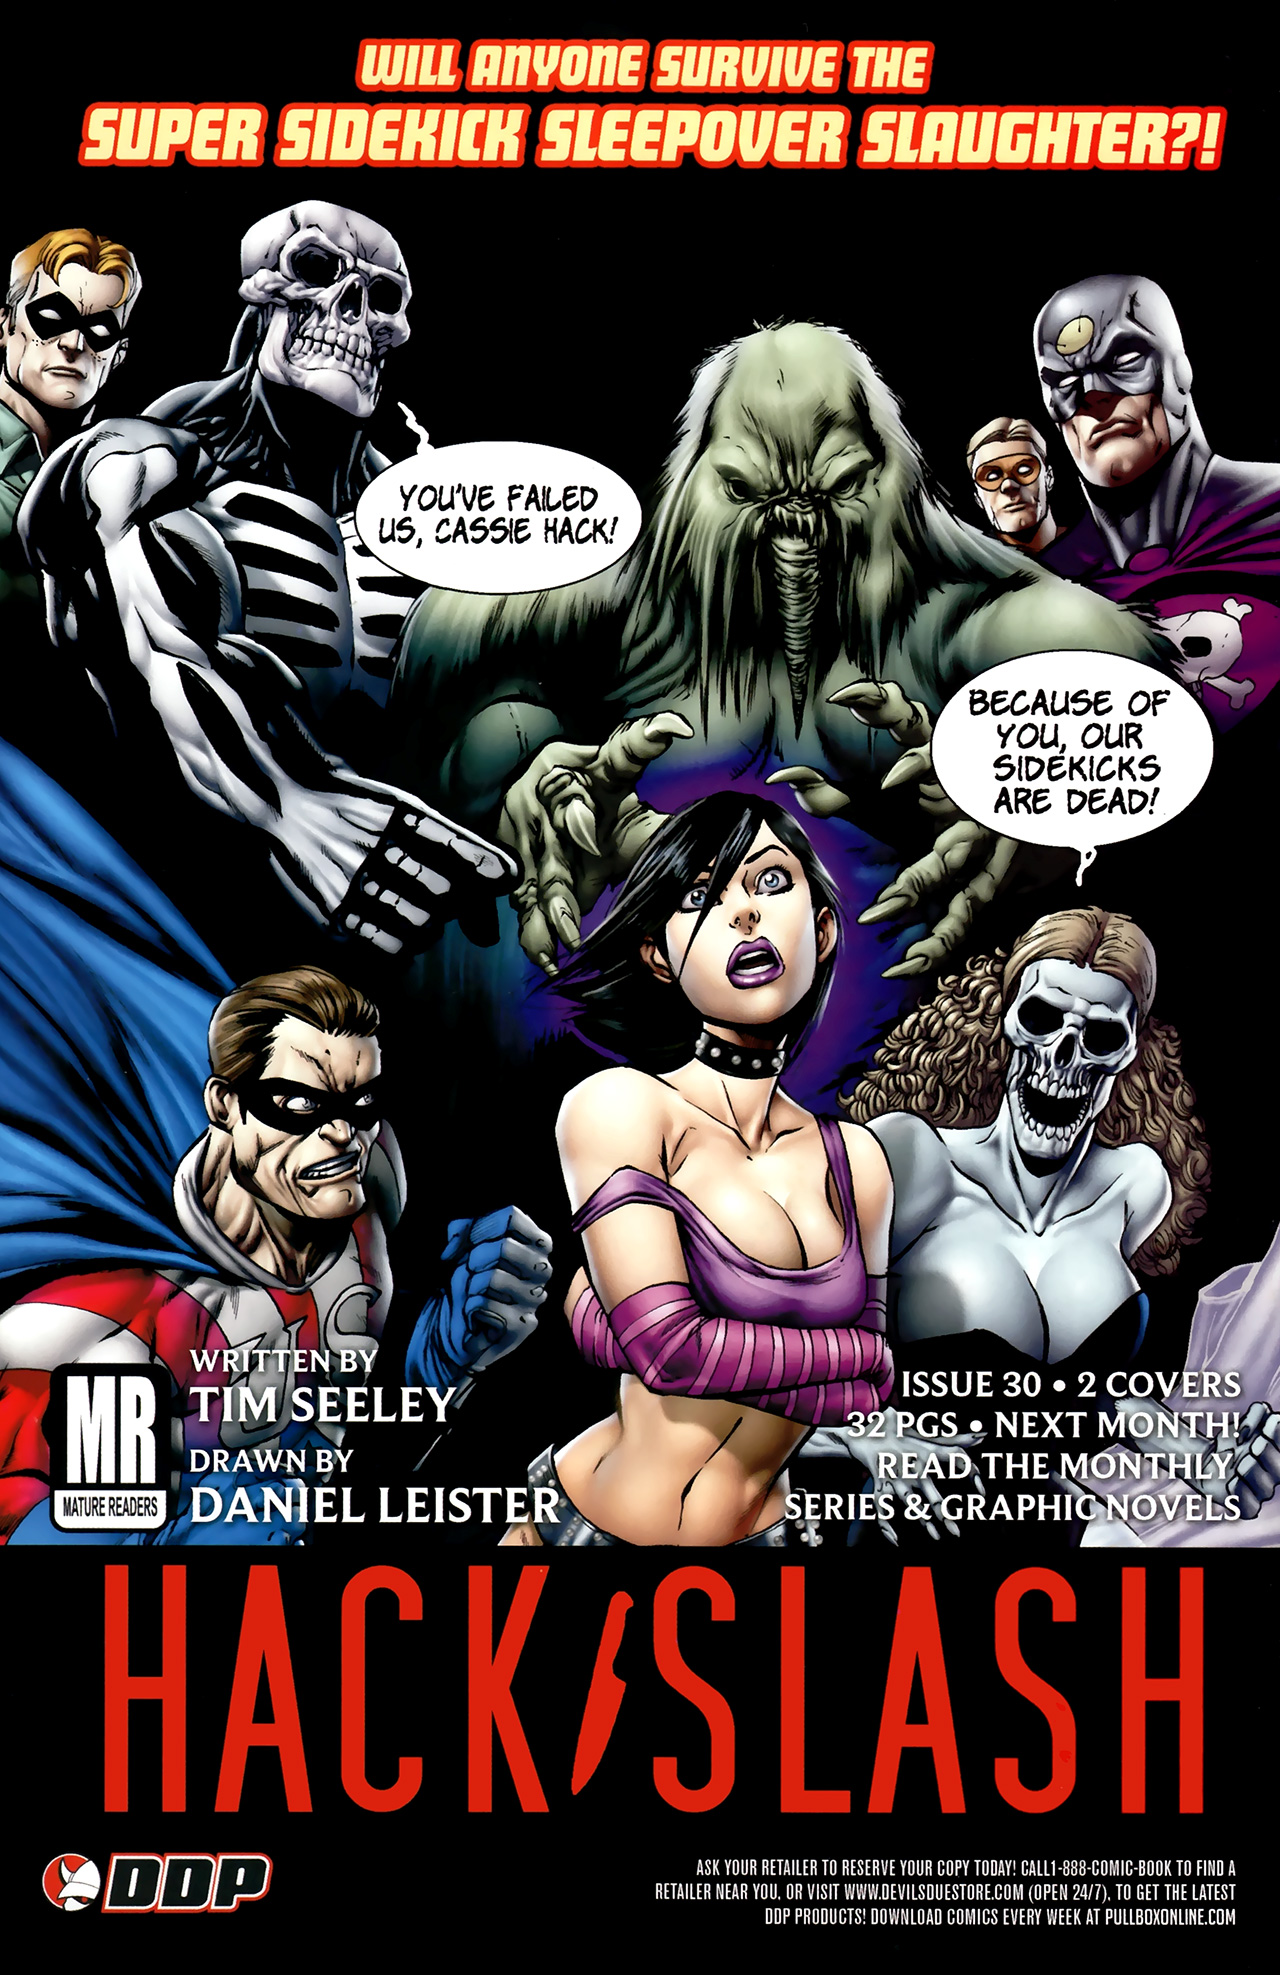 WILL ANYONE SURVIVE THE
SUPER SIDEKICK SLEEPOVER SLAUGHTER?!
YOU'VE FAILED
US, CASSIE HACK!
BECAUSE OF
YOU, OUR
SIDEKICKS
ARE DEAD!
US
MR
MATURE READERS
WRITTEN BY
TIM SEELEY
DRAWN BY
DANIEL LEISTER
ISSUE 30 • 2 COVERS
32 PGS • NEXT MONTH!
READ THE MONTHLY
SERIES & GRAPHIC NOVELS
HACK/SLASH
DDP
ASK YOUR RETAILER TO RESERVE YOUR COPY TODAY! CALL1-888-COMIC-BOOK TO FIND A
RETAILER NEAR YOU, OR VISIT WWW.DEVILSDUESTORE.COM (OPEN 24/7), TO GET THE LATEST
DDP PRODUCTS! DOWNLOAD COMICS EVERY WEEK AT PULLBOXONLINE.COM